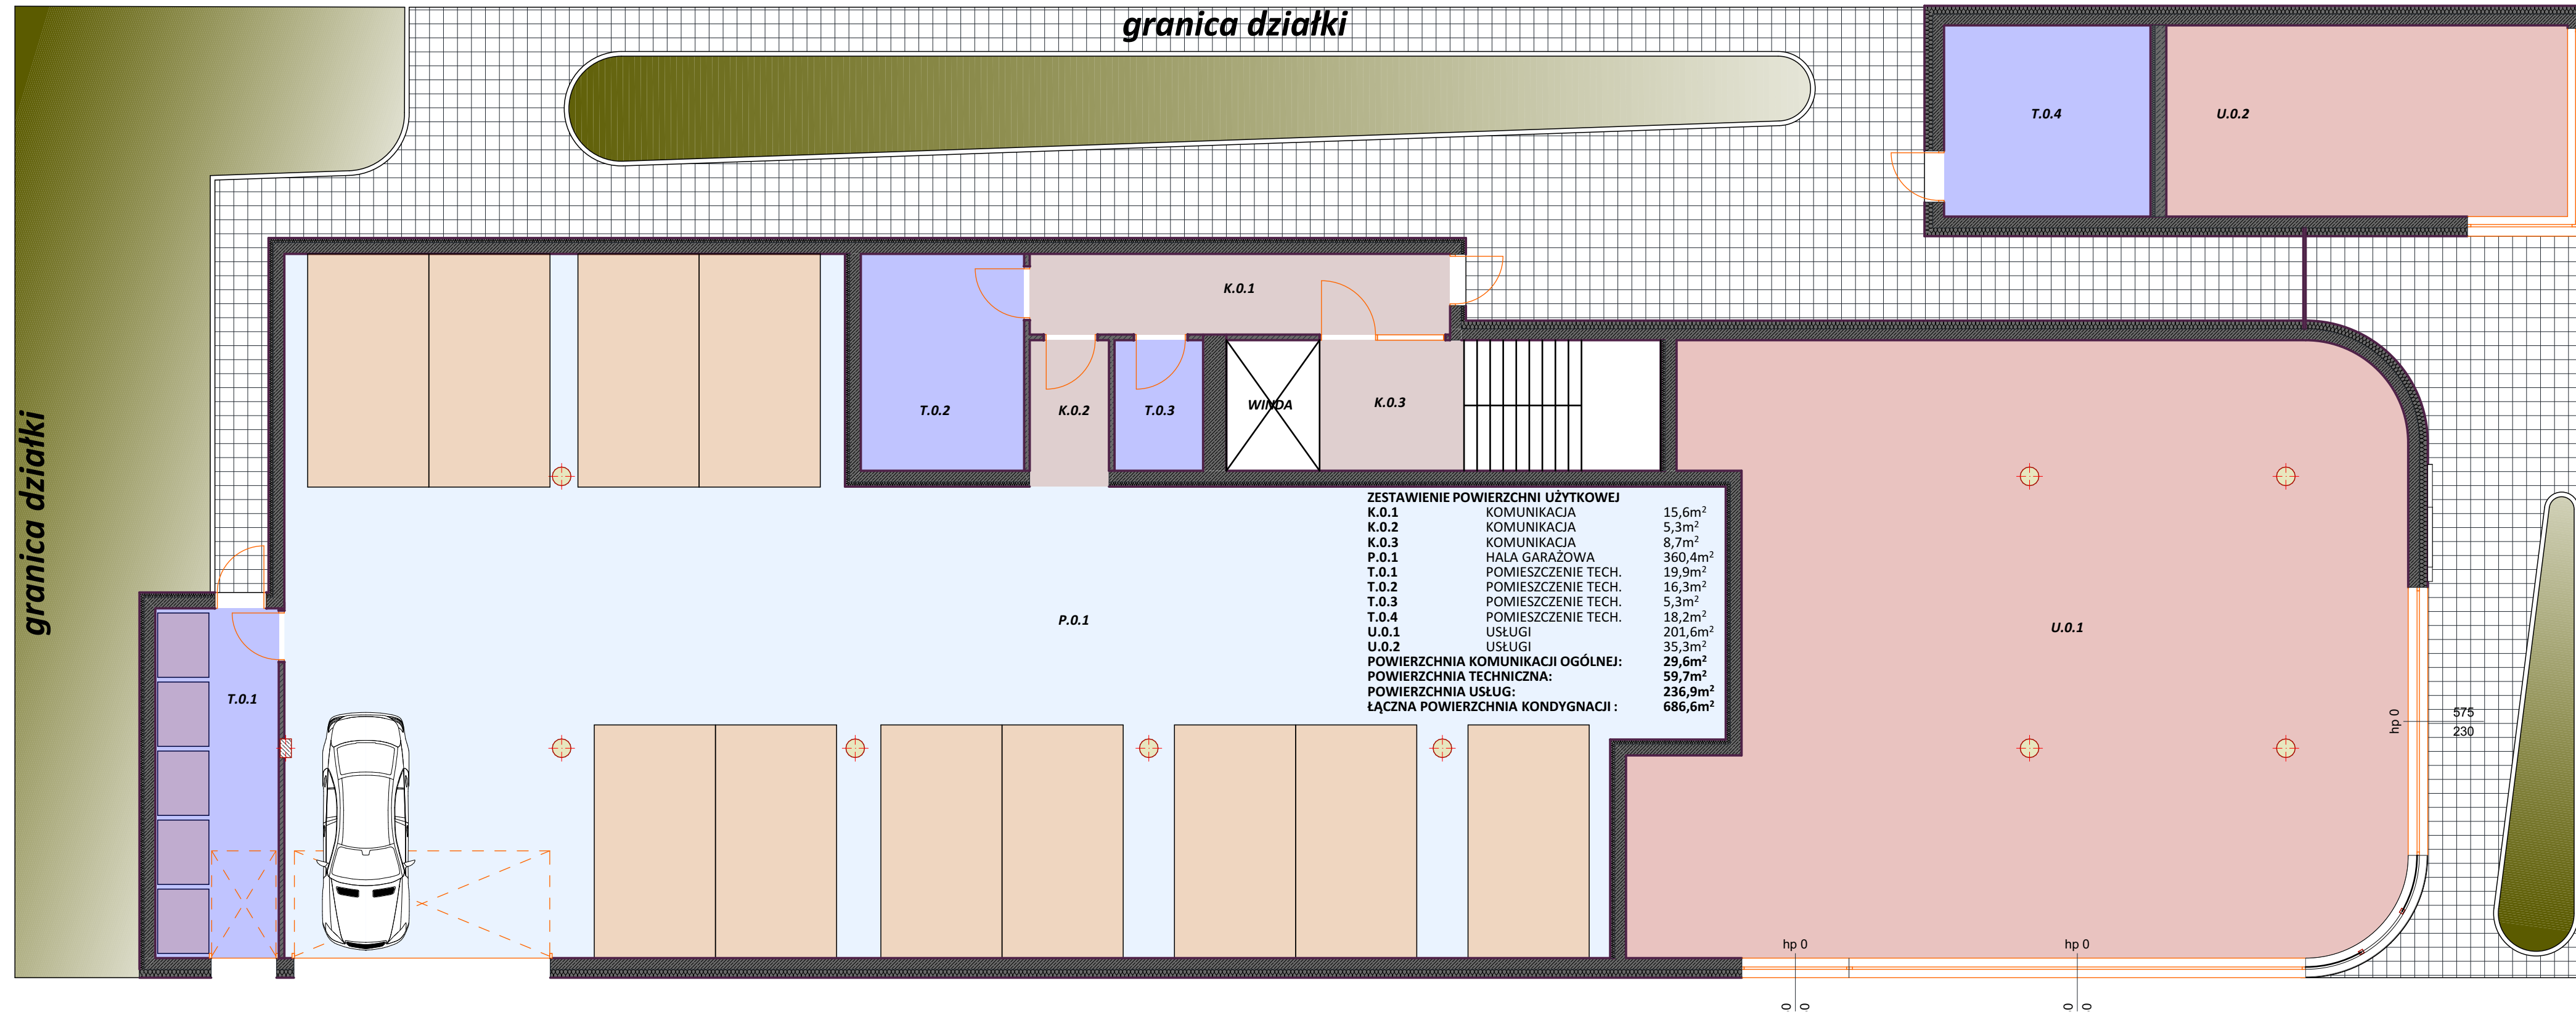 granica działki
T.0.4
U.0.2
K.0.1
T.0.2
K.0.2
T.0.3
WINDA
K.0.3
granica działki
ZESTAWIENIE POWIERZCHNI UŻYTKOWEJ
K.0.1 KOMUNIKACJA 15,6m²
K.0.2 KOMUNIKACJA 5,3m²
K.0.3 KOMUNIKACJA 8,7m²
P.0.1 HALA GARAŻOWA 360,4m²
T.0.1 POMIESZCZENIE TECH. 19,9m²
T.0.2 POMIESZCZENIE TECH. 16,3m²
T.0.3 POMIESZCZENIE TECH. 5,3m²
T.0.4 POMIESZCZENIE TECH. 18,2m²
U.0.1 USŁUGI 201,6m²
U.0.2 USŁUGI 35,3m²
POWIERZCHNIA KOMUNIKACJI OGÓLNEJ: 29,6m²
POWIERZCHNIA TECHNICZNA: 59,7m²
POWIERZCHNIA USŁUG: 236,9m²
ŁĄCZNA POWIERZCHNIA KONDYGNACJI : 686,6m²
P.0.1
U.0.1
T.0.1
hp 0
575
230
hp 0
hp 0
0
0
0
0